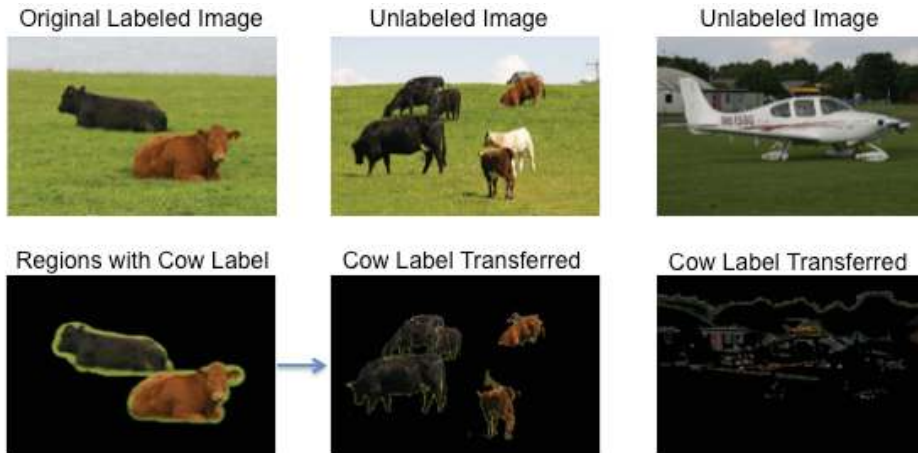 Original Labeled Image
Unlabeled Image
Unlabeled Image
Regions with Cow Label
Cow Label Transferred
Cow Label Transferred